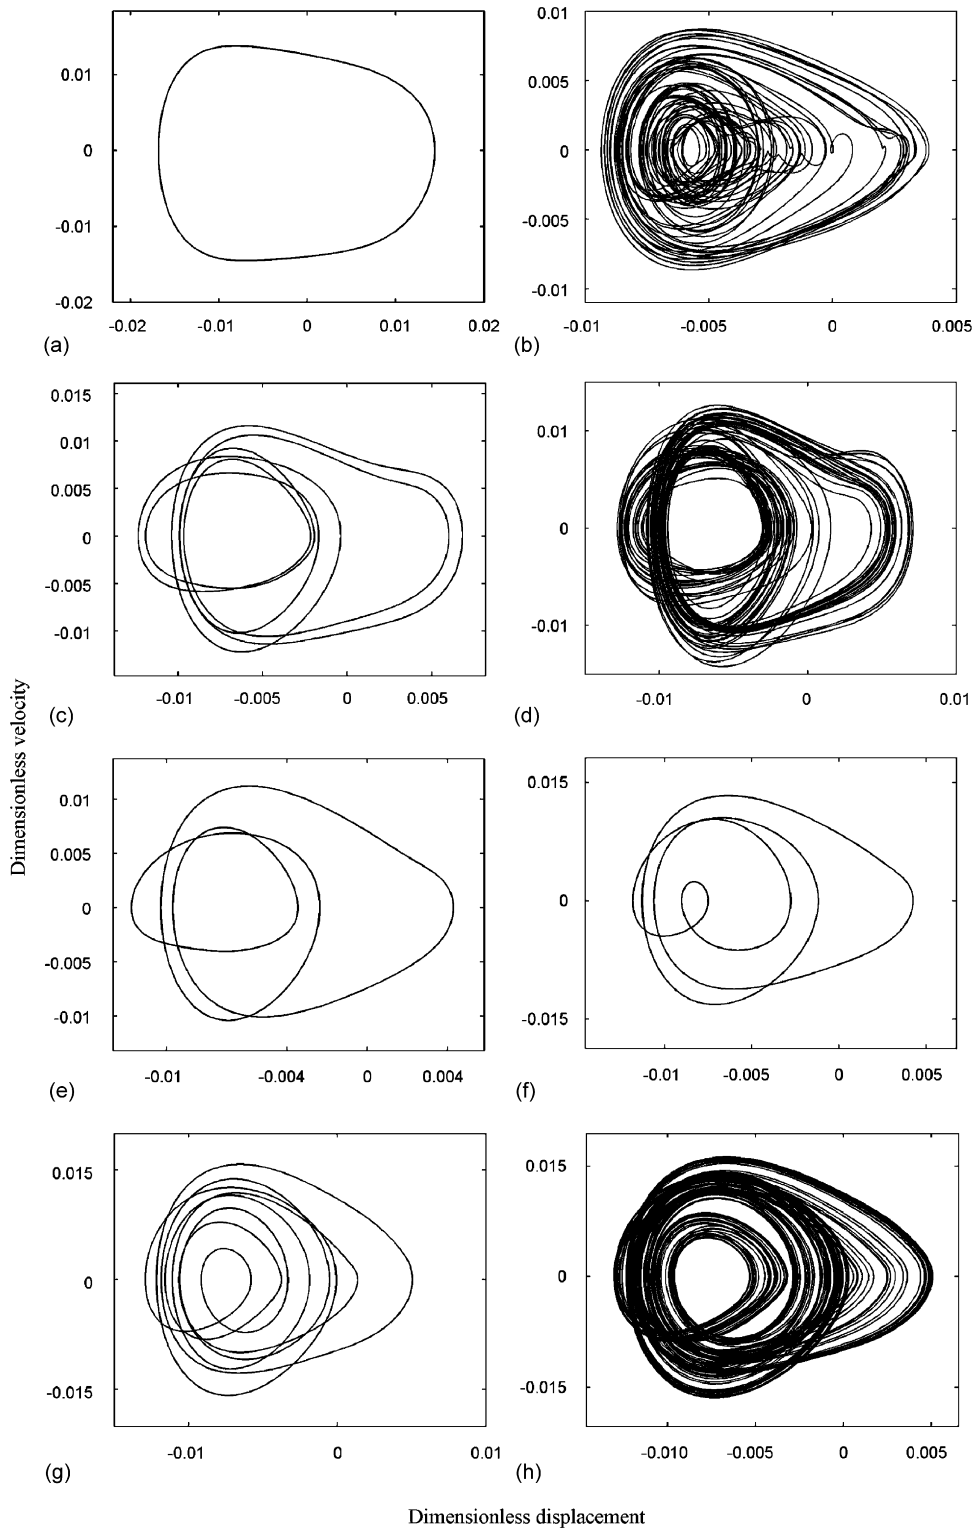 0.01
0
-0.01
-0.02
-0.02 -0.01 0 0.01 0.02
(a)
0.01
0.005
0
-0.005
-0.01
-0.01 -0.005 0 0.005
(b)
0.015
0.01
0.005
0
-0.005
-0.01
-0.01 -0.005 0 0.005
(c)
0.01
0
-0.01
-0.01 0 0.01
(d)
Dimensionless velocity
0.01
0.005
0
-0.005
-0.01
-0.01 -0.004 0 0.004
(e)
0.015
0
-0.015
-0.01 -0.005 0 0.005
(f)
0.015
0
-0.015
-0.01 0 0.01
(g)
0.015
0
-0.015
-0.010 -0.005 0 0.005
(h)
Dimensionless displacement